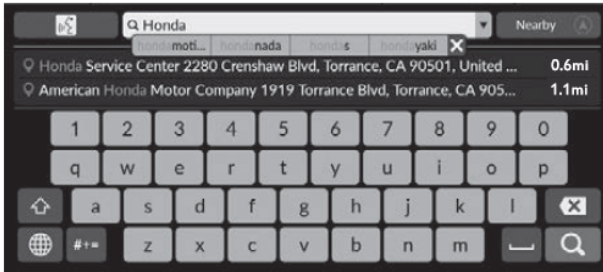 Honda Nearby
hondamoti... hondanada hondas hondayaki X
Honda Service Center 2280 Crenshaw Blvd, Torrance, CA 90501, United ... 0.6mi
American Honda Motor Company 1919 Torrance Blvd, Torrance, CA 905... 1.1mi
1 2 3 4 5 6 7 8 9 0
q w e r t y u i o p
a s d f g h j k l
#+= z x c v b n m